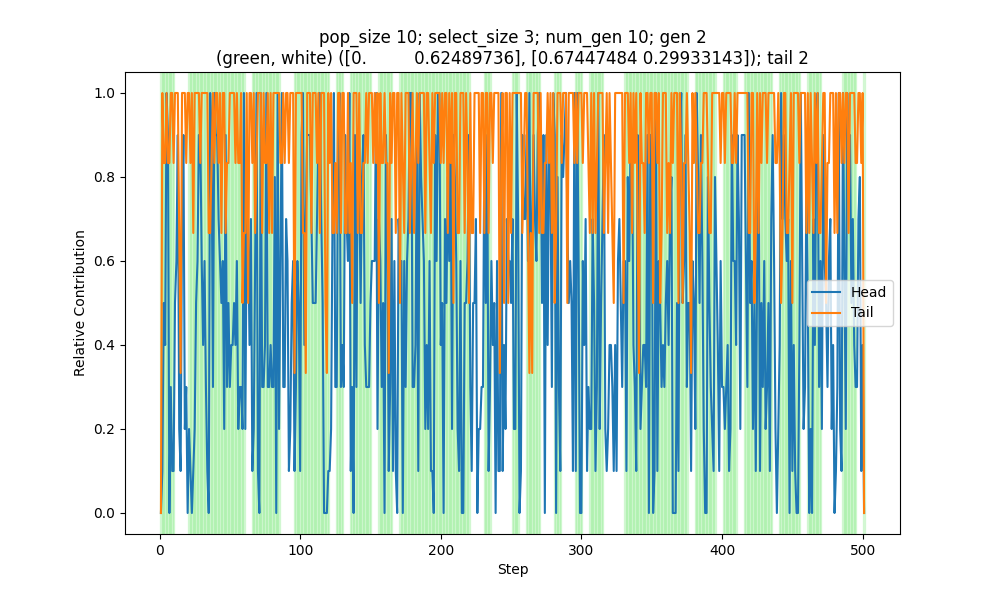 pop_size 10; select_size 3; num_gen 10; gen 2
(green, white) ([0. 0.62489736], [0.67447484 0.29933143]); tail 2
1.0
0.8
0.6
0.4
0.2
0.0
Relative Contribution
Head
Tail
0 100 200 300 400 500
Step